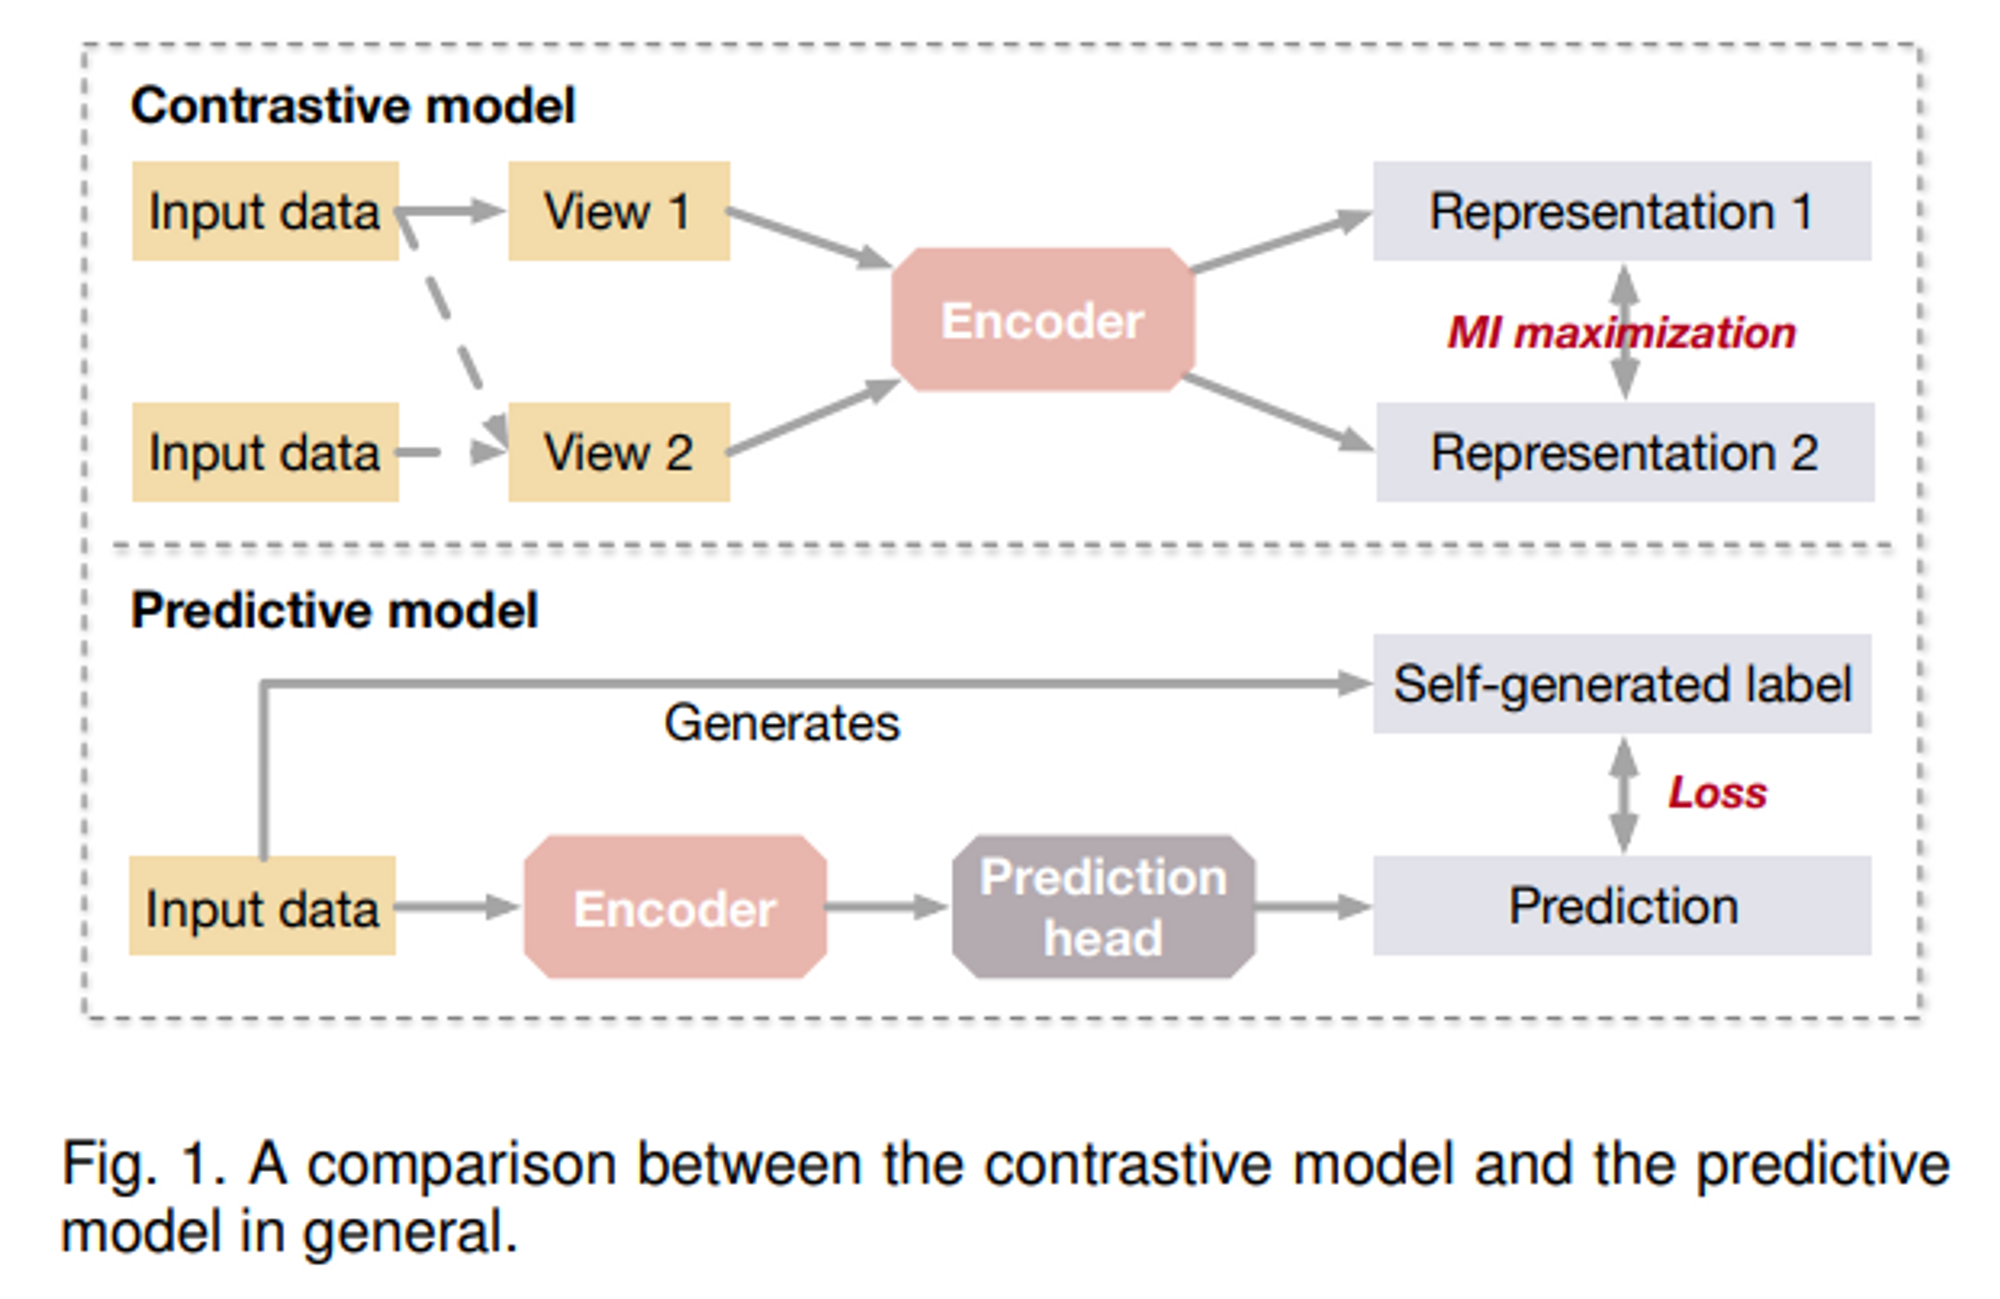 Contrastive model
Input data
View 1
Representation 1
Encoder
MI maximization
Input data
View 2
Representation 2
Predictive model
Self-generated label
Generates
Loss
Input data
Encoder
Prediction
head
Prediction
Fig. 1. A comparison between the contrastive model and the predictive
model in general.